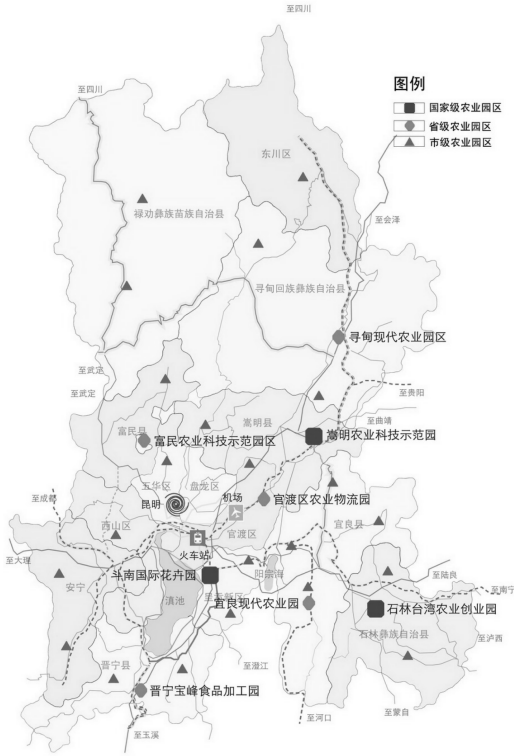 至四川
至四川
图例
国家级农业园区
省级农业园区
市级农业园区
东川区
禄劝彝族苗族自治县
至会泽
寻甸回族彝族自治县
寻甸现代农业园区
至武定
至武定
至贵阳
至曲靖
嵩明县
富民县
嵩明农业科技示范园
富民农业科技示范园区
五华区
盘龙区
至成都
昆明
机场
官渡区农业物流园
西山区
官渡区
宜良县
火车站
至大理
安宁
斗南国际花卉园
阳宗海
至陆良
至南宁
滇池
宜良现代农业园
石林台湾农业创业园
石林彝族自治县
至泸西
晋宁县
至澄江
晋宁宝峰食品加工园
至玉溪
至河口
至蒙自